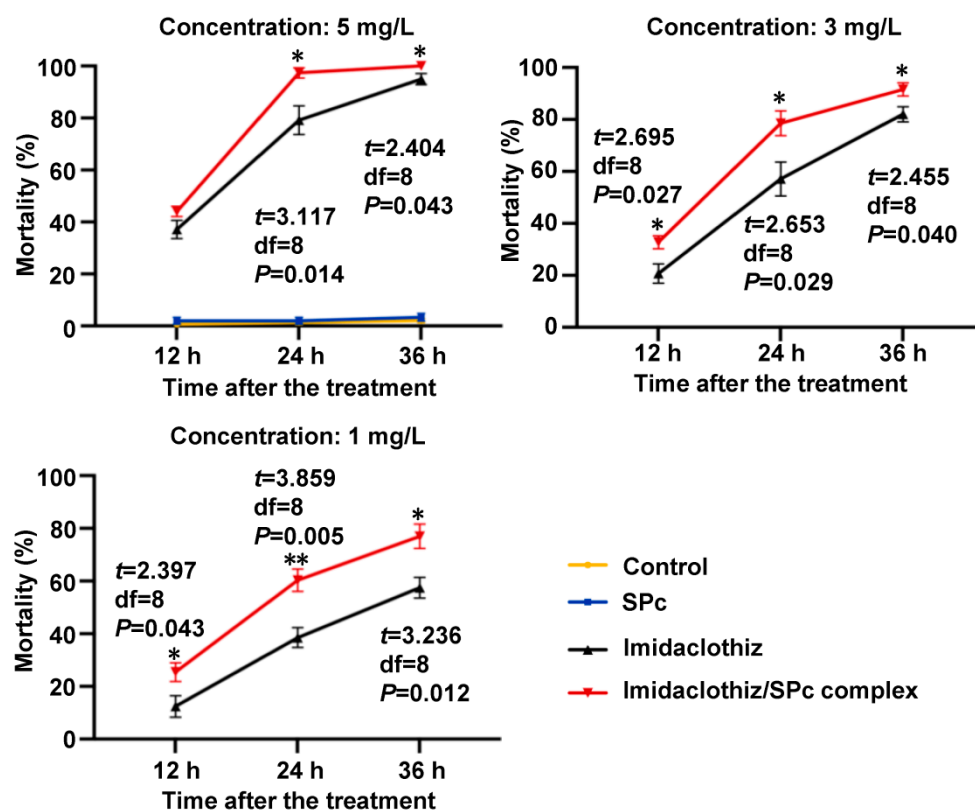 Concentration: 5 mg/L
Mortality (%)
100
80
60
40
20
0
*
*
t=2.404
df=8
P=0.043
t=3.117
df=8
P=0.014
12 h
24 h
36 h
Time after the treatment
Concentration: 3 mg/L
Mortality (%)
100
80
60
40
20
0
t=2.695
df=8
P=0.027
*
*
*
t=2.653
df=8
P=0.029
t=2.455
df=8
P=0.040
12 h
24 h
36 h
Time after the treatment
Concentration: 1 mg/L
Mortality (%)
100
80
60
40
20
0
t=2.397
df=8
P=0.043
*
t=3.859
df=8
P=0.005
**
*
t=3.236
df=8
P=0.012
12 h
24 h
36 h
Time after the treatment
Control
SPc
Imidaclothiz
Imidaclothiz/SPc complex